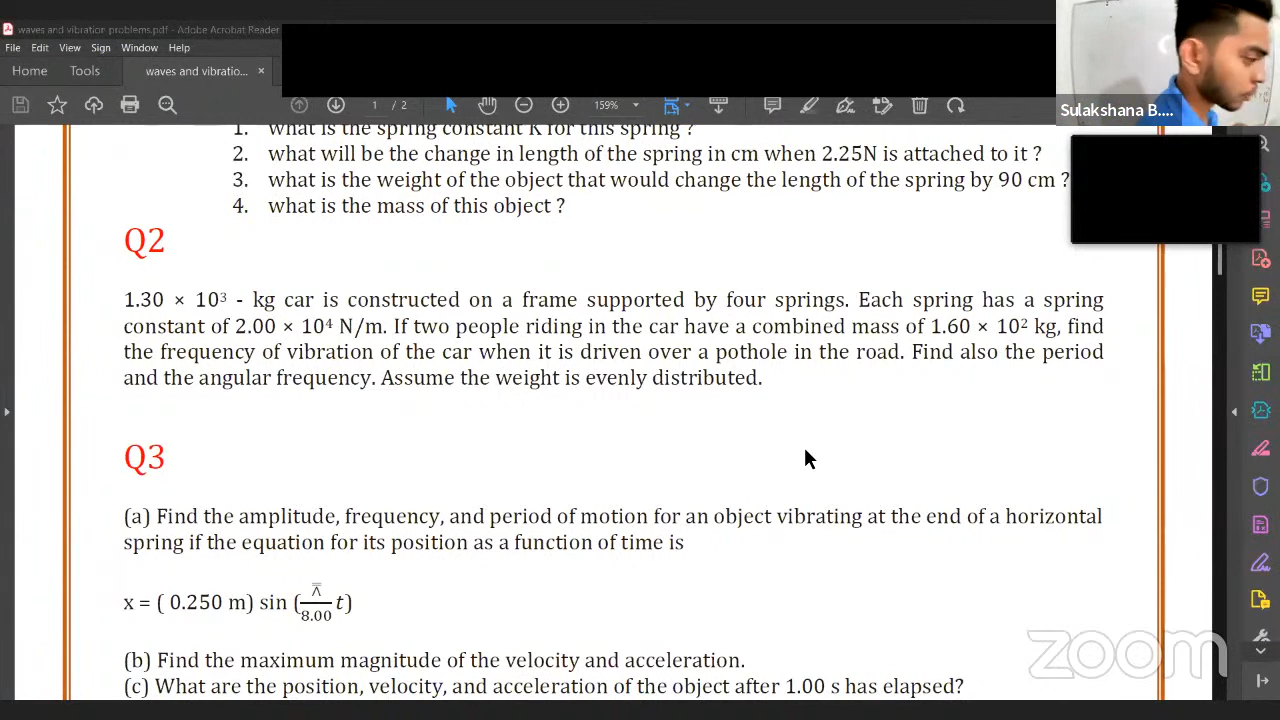 waves and vibration problems.pdf - Adobe Acrobat Reader
File Edit View Sign Window Help
Home Tools waves and vibratio... ×
1 / 2 159%
Sulakshana B....
1. what is the spring constant K for this spring ?
2. what will be the change in length of the spring in cm when 2.25N is attached to it ?
3. what is the weight of the object that would change the length of the spring by 90 cm ?
4. what is the mass of this object ?
Q2
1.30 × 10³ - kg car is constructed on a frame supported by four springs. Each spring has a spring
constant of 2.00 × 10⁴ N/m. If two people riding in the car have a combined mass of 1.60 × 10² kg, find
the frequency of vibration of the car when it is driven over a pothole in the road. Find also the period
and the angular frequency. Assume the weight is evenly distributed.
Q3
(a) Find the amplitude, frequency, and period of motion for an object vibrating at the end of a horizontal
spring if the equation for its position as a function of time is
x = ( 0.250 m) sin (⩞/8.00 t)
zoom
(b) Find the maximum magnitude of the velocity and acceleration.
(c) What are the position, velocity, and acceleration of the object after 1.00 s has elapsed?